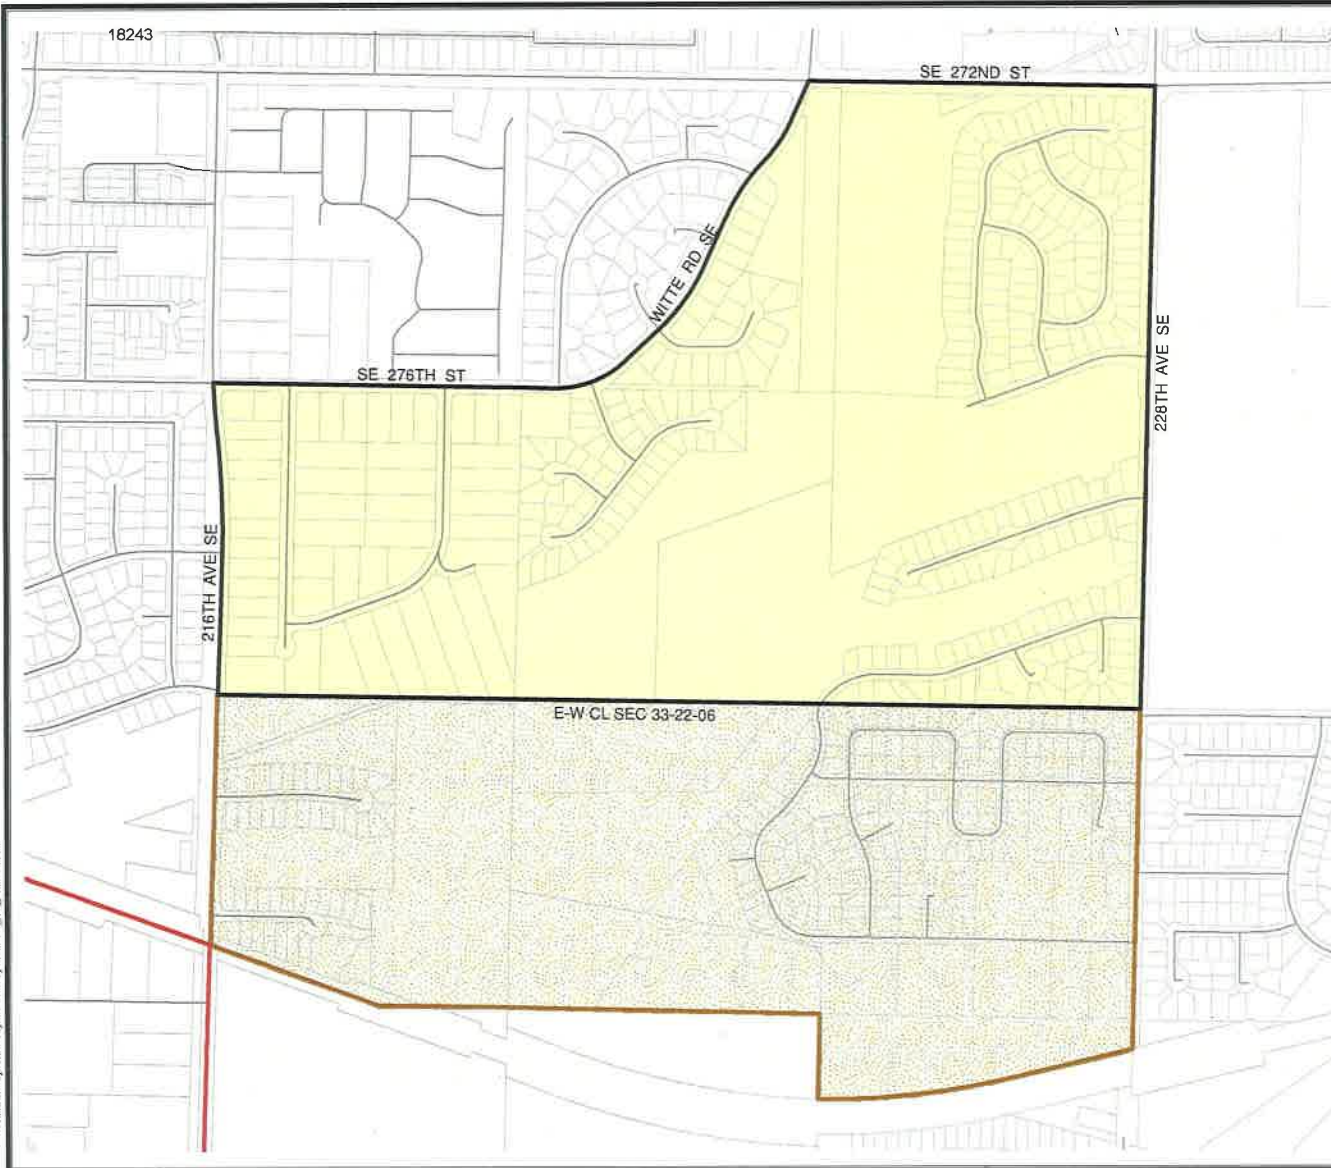 18243
SE 272ND ST
WITTE RD SE
228TH AVE SE
SE 276TH ST
216TH AVE SE
E-W CL SEC 33-22-06